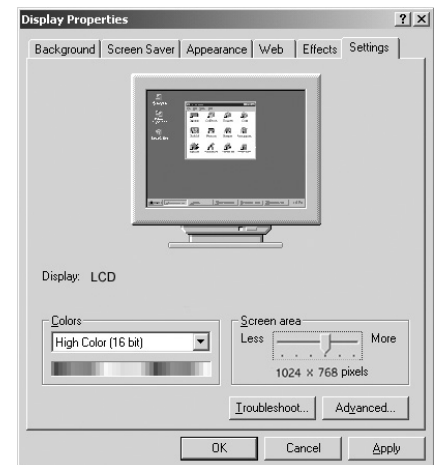 Display Properties
Background Screen Saver Appearance Web Effects Settings
Display: LCD
Colors
High Color (16 bit)
Screen area
Less More
1024 x 768 pixels
Troubleshoot... Advanced...
OK Cancel Apply